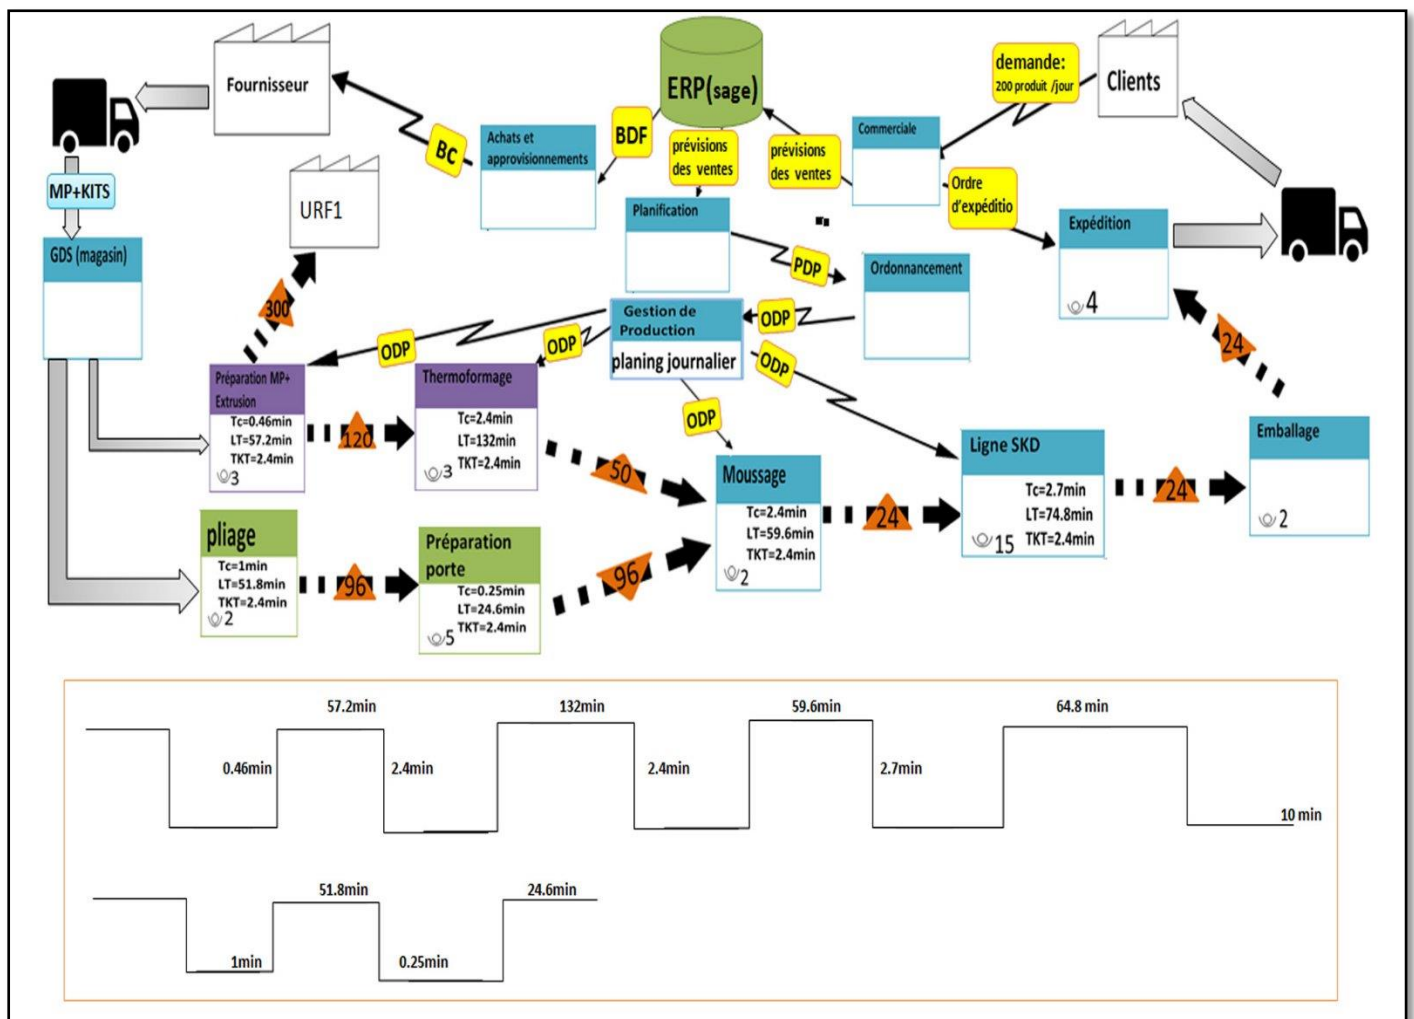 Fournisseur
ERP(sage)
demande:
200 produit /jour
Clients
BC
Achats et
approvisionnements
BDF
prévisions
des ventes
prévisions
des ventes
Commerciale
Ordre
d'expéditio
MP+KITS
URF1
Planification
Expédition
4
GDS (magasin)
PDP
Ordonnancement
300
Gestion de
Production
planing journalier
ODP
ODP
ODP
ODP
ODP
24
Préparation MP+
Extrusion
Tc=0.46min
LT=57.2min
TKT=2.4min
3
120
Thermoformage
Tc=2.4min
LT=132min
TKT=2.4min
3
50
Moussage
Tc=2.4min
LT=59.6min
TKT=2.4min
2
24
Ligne SKD
Tc=2.7min
LT=74.8min
TKT=2.4min
15
24
Emballage
2
pliage
Tc=1min
LT=51.8min
TKT=2.4min
2
96
Préparation
porte
Tc=0.25min
LT=24.6min
TKT=2.4min
5
96
57.2min
132min
59.6min
64.8 min
0.46min
2.4min
2.4min
2.7min
10 min
51.8min
24.6min
1min
0.25min